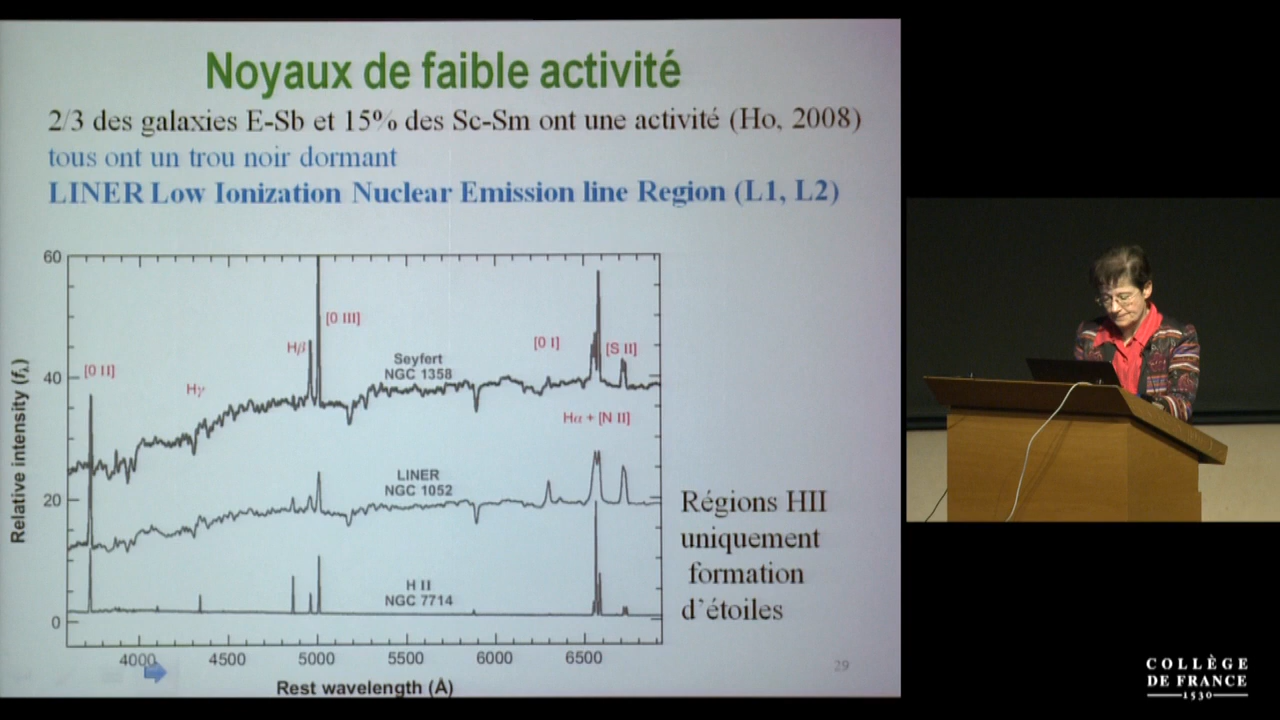 Noyaux de faible activité
2/3 des galaxies E-Sb et 15% des Sc-Sm ont une activité (Ho, 2008)
tous ont un trou noir dormant
LINER Low Ionization Nuclear Emission line Region (L1, L2)
60
40
20
0
Relative intensity (fλ)
[O II]
Hγ
Hβ
[O III]
Seyfert
NGC 1358
[O I]
[S II]
Hα + [N II]
LINER
NGC 1052
H II
NGC 7714
4000
4500
5000
5500
6000
6500
Rest wavelength (Å)
Régions HII
uniquement
formation
d'étoiles
29
COLLÈGE
DE FRANCE
1530